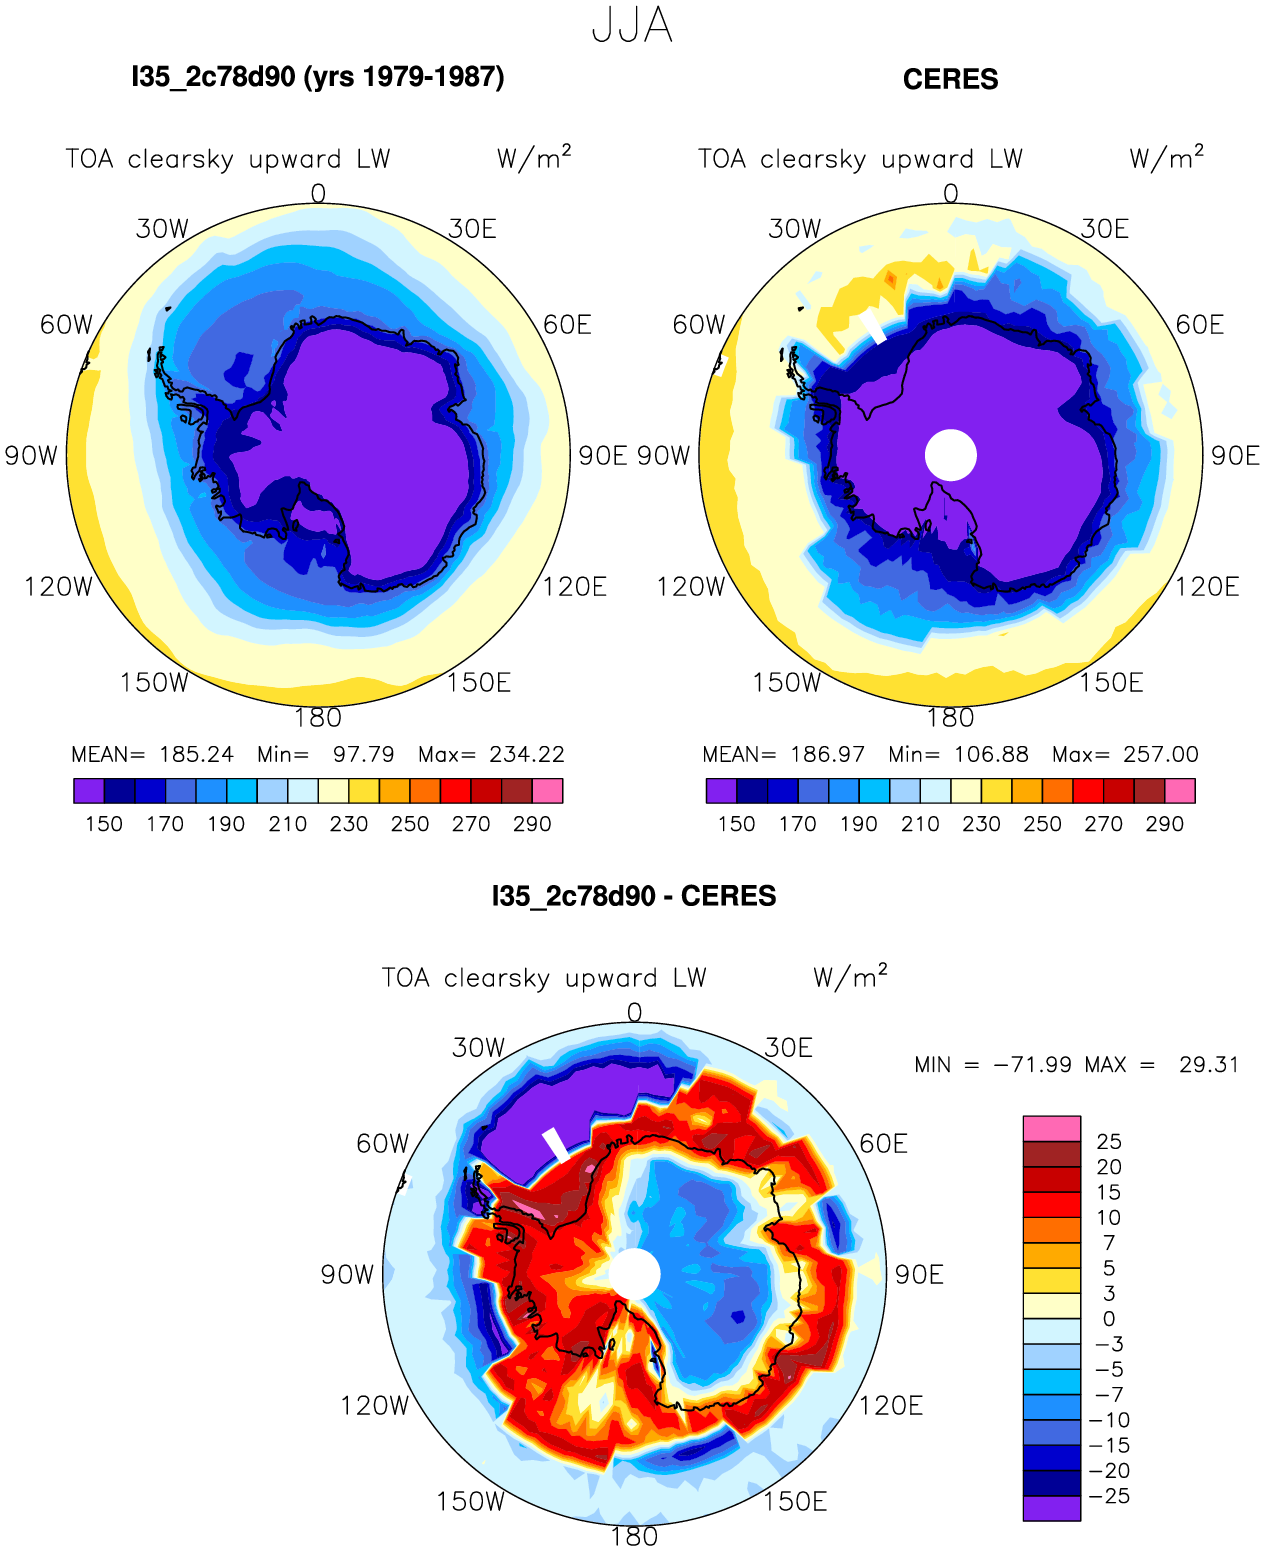 JJA
I35_2c78d90 (yrs 1979-1987)
TOA clearsky upward LW W/m²
0
30W 30E
60W 60E
90W 90E
120W 120E
150W 150E
180
MEAN= 185.24 Min= 97.79 Max= 234.22
150 170 190 210 230 250 270 290
CERES
TOA clearsky upward LW W/m²
0
30W 30E
60W 60E
90W 90E
120W 120E
150W 150E
180
MEAN= 186.97 Min= 106.88 Max= 257.00
150 170 190 210 230 250 270 290
I35_2c78d90 - CERES
TOA clearsky upward LW W/m²
0
30W 30E
60W 60E
90W 90E
120W 120E
150W 150E
180
MIN = −71.99 MAX = 29.31
25
20
15
10
7
5
3
0
−3
−5
−7
−10
−15
−20
−25